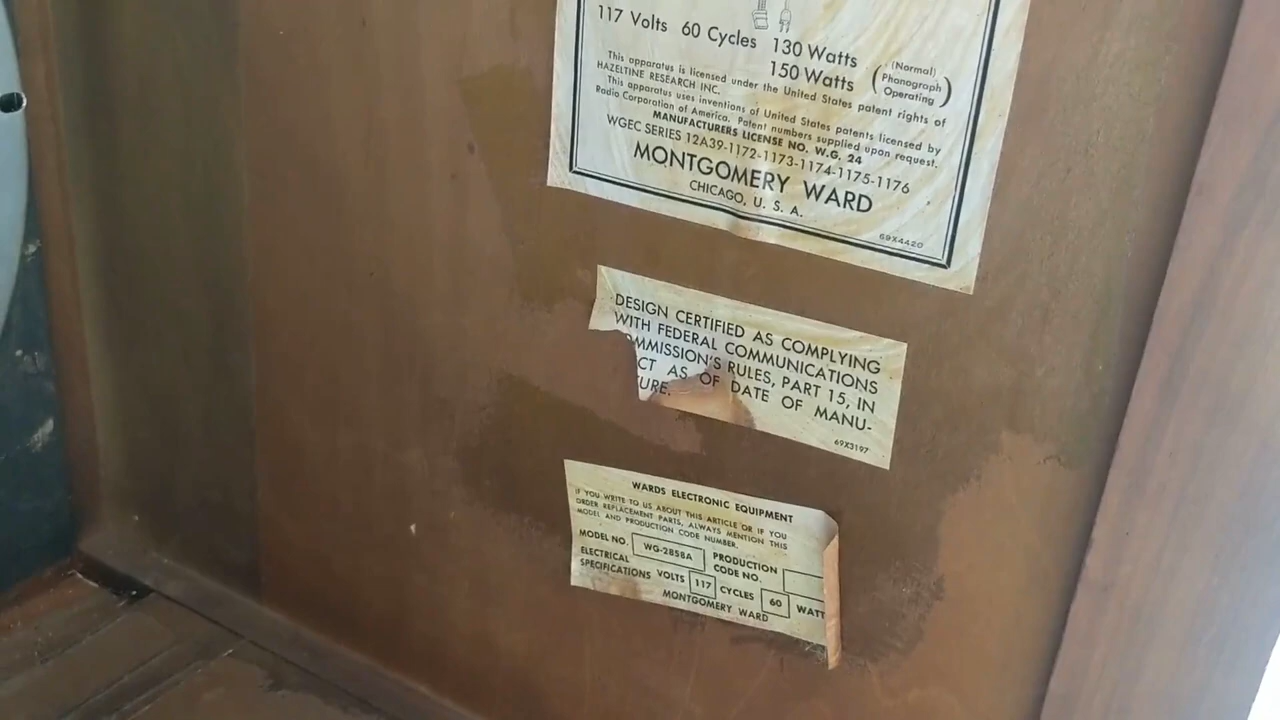 117 Volts 60 Cycles 130 Watts (Normal)
150 Watts (Phonograph Operating)
This apparatus is licensed under the United States patent rights of
HAZELTINE RESEARCH INC.
This apparatus uses inventions of United States patents licensed by
Radio Corporation of America. Patent numbers supplied upon request.
MANUFACTURERS LICENSE NO. W.G. 24
WGEC SERIES 12A39-1172-1173-1174-1175-1176
MONTGOMERY WARD
CHICAGO, U. S. A.
69X4420
DESIGN CERTIFIED AS COMPLYING
WITH FEDERAL COMMUNICATIONS
OMMISSION'S RULES, PART 15, IN
CT AS OF DATE OF MANU-
TURE.
69X3197
WARDS ELECTRONIC EQUIPMENT
IF YOU WRITE TO US ABOUT THIS ARTICLE OR IF YOU
ORDER REPLACEMENT PARTS, ALWAYS MENTION THIS
MODEL AND PRODUCTION CODE NUMBER.
MODEL NO. WG-2858A PRODUCTION CODE NO.
ELECTRICAL SPECIFICATIONS VOLTS 117 CYCLES 60 WATT
MONTGOMERY WARD